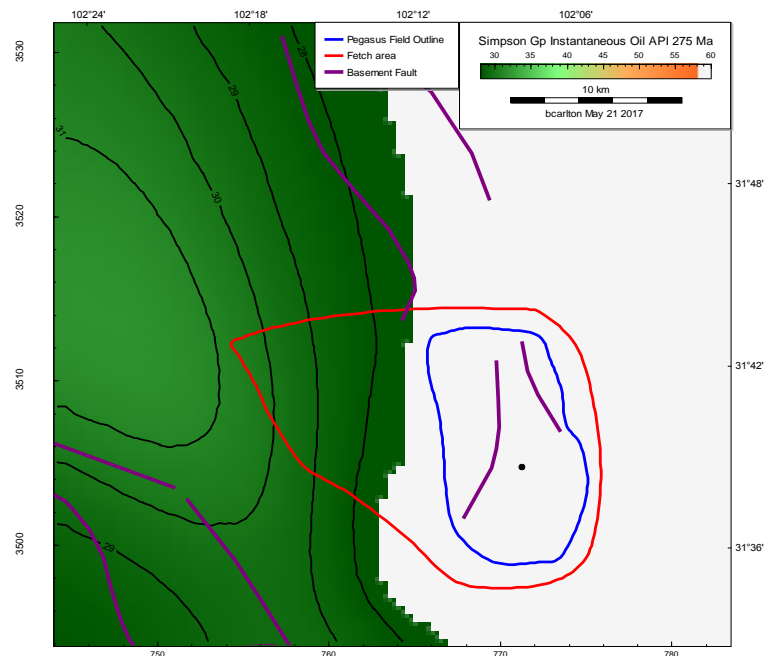 102°24' 102°18' 102°12' 102°06'
Pegasus Field Outline
Fetch area
Basement Fault
Simpson Gp Instantaneous Oil API 275 Ma
30 35 40 45 50 55 60
10 km
bcarlton May 21 2017
3530
3520
3510
3500
31°48'
31°42'
31°36'
28
29
30
31
29
750 760 770 780